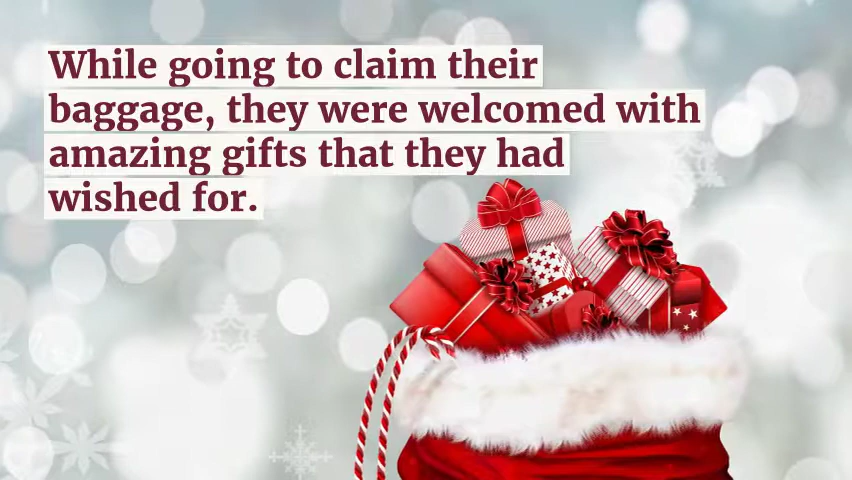 While going to claim their
baggage, they were welcomed with
amazing gifts that they had
wished for.